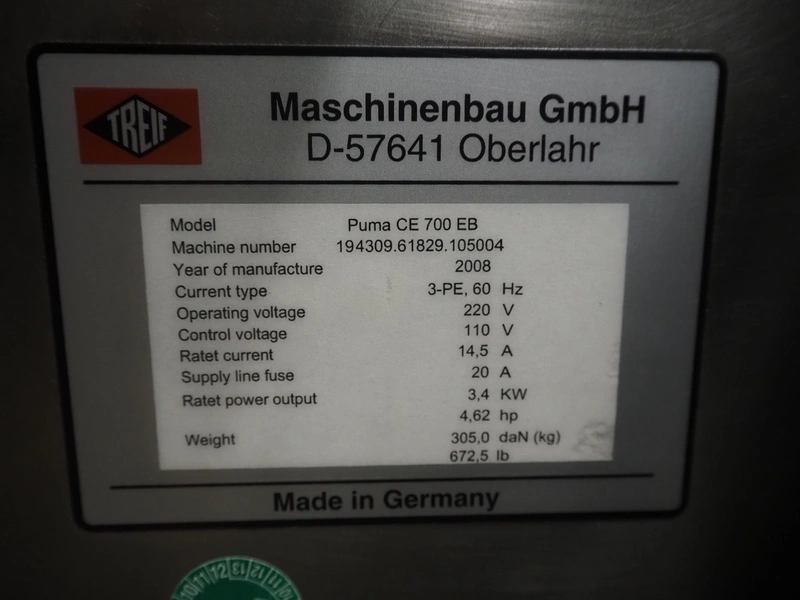 TREIF
Maschinenbau GmbH
D-57641 Oberlahr
Model Puma CE 700 EB
Machine number 194309.61829.105004
Year of manufacture 2008
Current type 3-PE, 60 Hz
Operating voltage 220 V
Control voltage 110 V
Ratet current 14,5 A
Supply line fuse 20 A
Ratet power output 3,4 KW
4,62 hp
Weight 305,0 daN (kg)
672,5 lb
Made in Germany